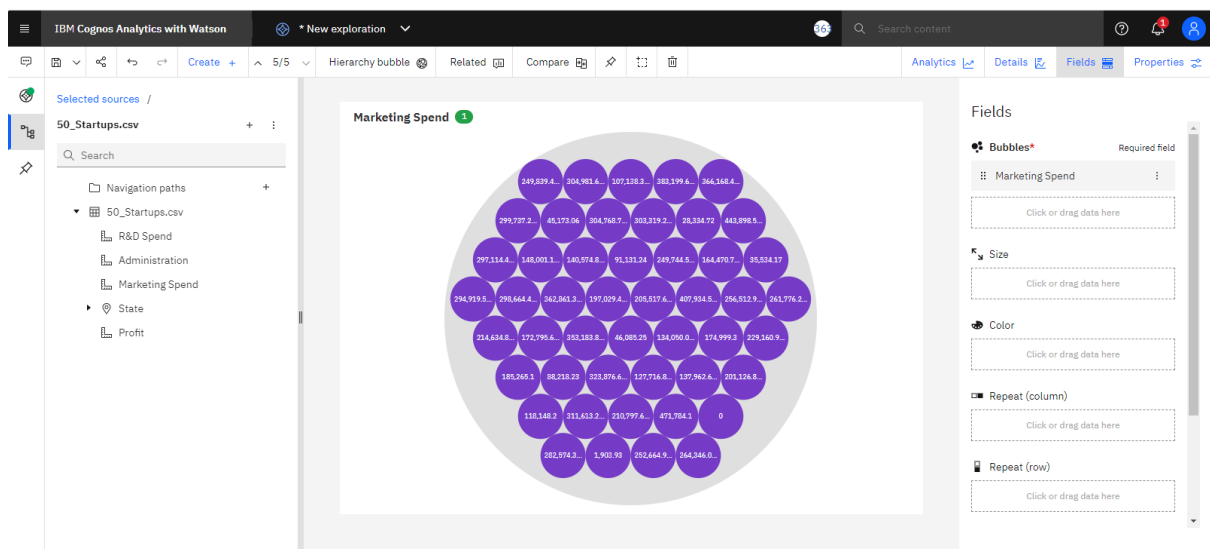 IBM Cognos Analytics with Watson
* New exploration
363
Search content
1
Create +
5/5
Hierarchy bubble
Related
Compare
Analytics
Details
Fields
Properties
Selected sources /
50_Startups.csv
Search
Navigation paths
50_Startups.csv
R&D Spend
Administration
Marketing Spend
State
Profit
Marketing Spend 1
249,839.4... 304,981.6... 107,138.3... 383,199.6... 366,168.4...
299,737.2... 45,173.06 304,768.7... 303,319.2... 28,334.72 443,898.5...
297,114.4... 148,001.1... 140,574.8... 91,131.24 249,744.5... 164,470.7... 35,534.17
294,919.5... 298,664.4... 362,861.3... 197,029.4... 205,517.6... 407,934.5... 256,512.9... 261,776.2...
214,634.8... 172,795.6... 353,183.8... 46,085.25 134,050.0... 174,999.3 229,160.9...
185,265.1 88,218.23 323,876.6... 127,716.8... 137,962.6... 201,126.8...
118,148.2 311,613.2... 210,797.6... 471,784.1 0
282,574.3... 1,903.93 252,664.9... 264,346.0...
Fields
Bubbles* Required field
Marketing Spend
Click or drag data here
Size
Click or drag data here
Color
Click or drag data here
Repeat (column)
Click or drag data here
Repeat (row)
Click or drag data here